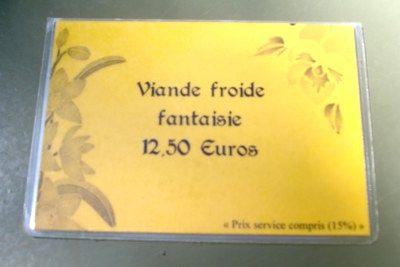 Viande froide
fantaisie
12,50 Euros
« Prix service compris (15%) »